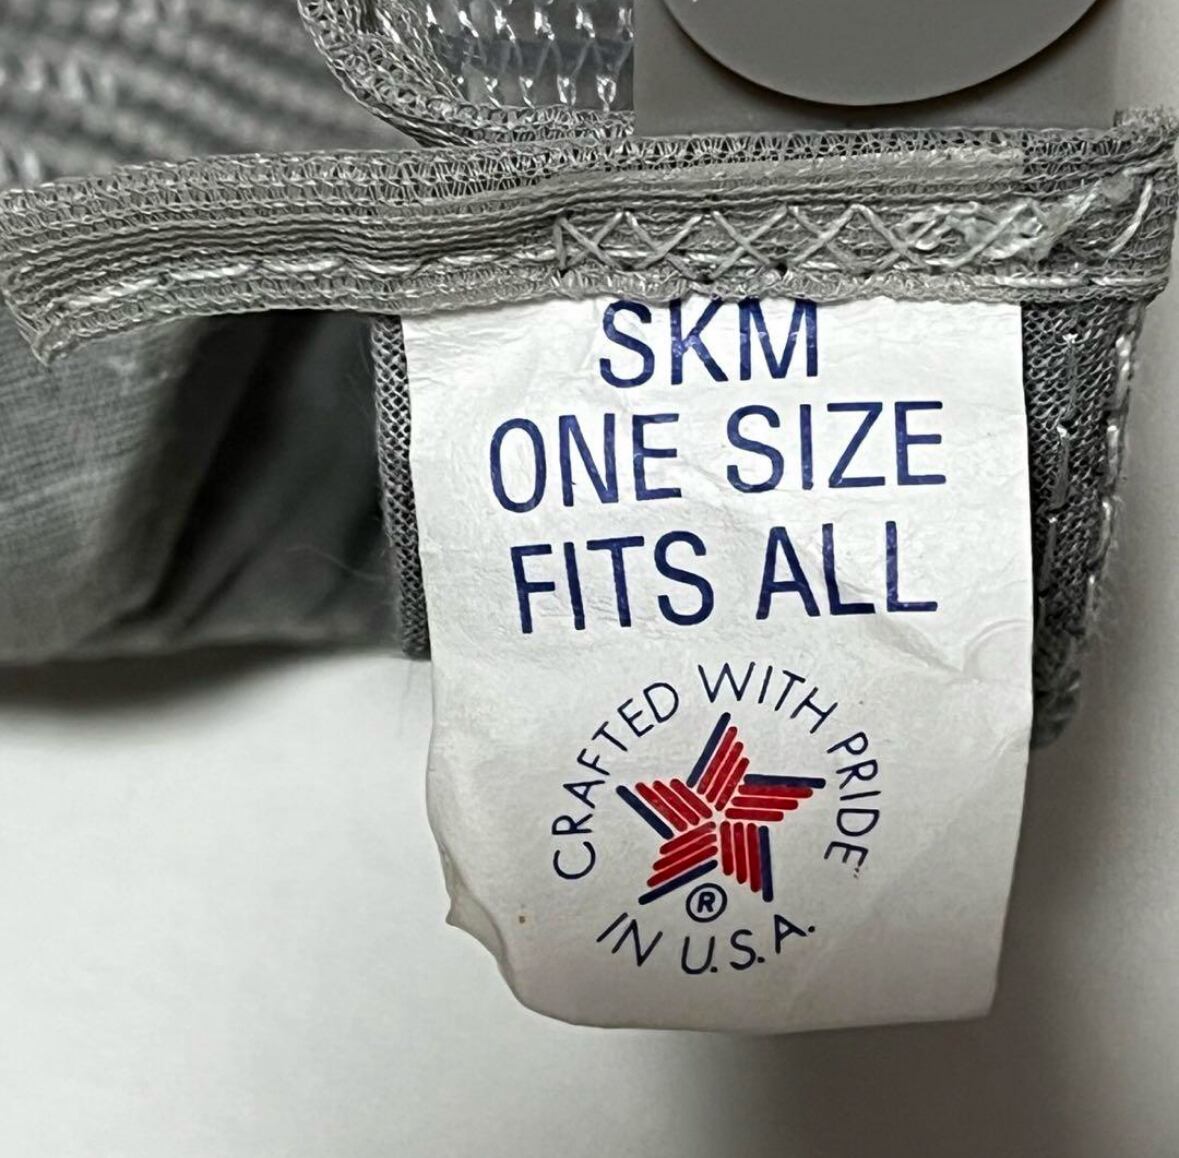 SKM
ONE SIZE
FITS ALL
CRAFTED WITH PRIDE
®
IN U.S.A.